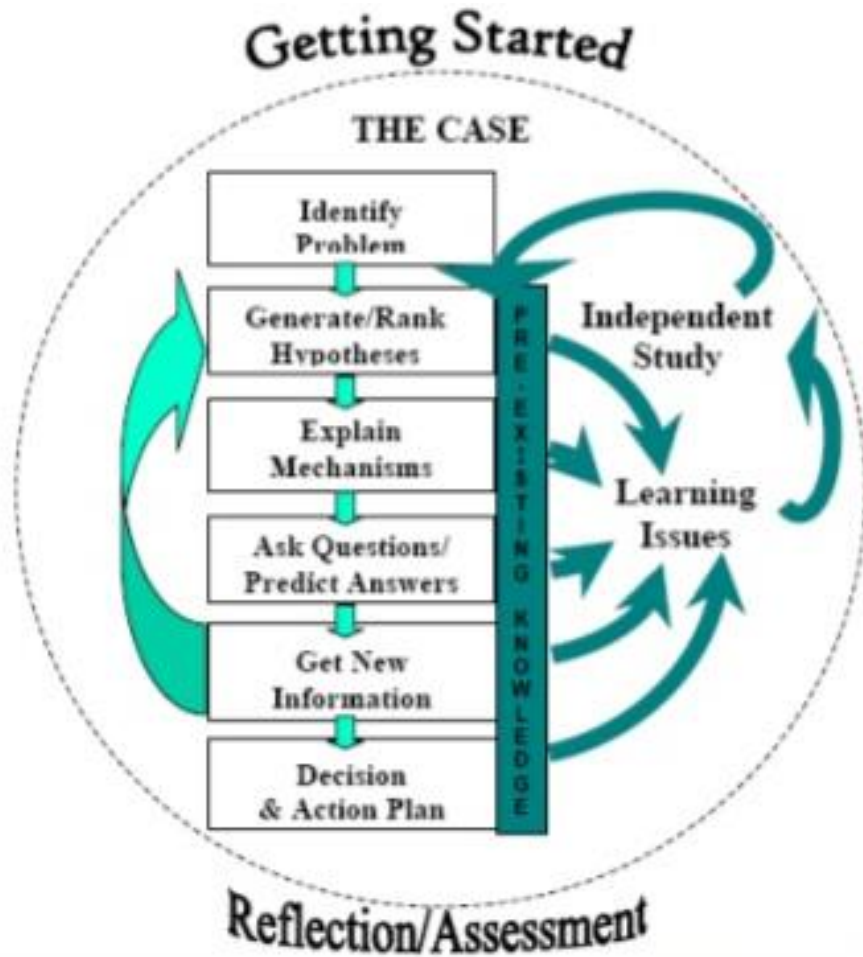 Getting Started
THE CASE
Identify
Problem
Generate/Rank
Hypotheses
Explain
Mechanisms
Ask Questions/
Predict Answers
Get New
Information
Decision
& Action Plan
PRE-EXISTING KNOWLEDGE
Independent
Study
Learning
Issues
Reflection/Assessment